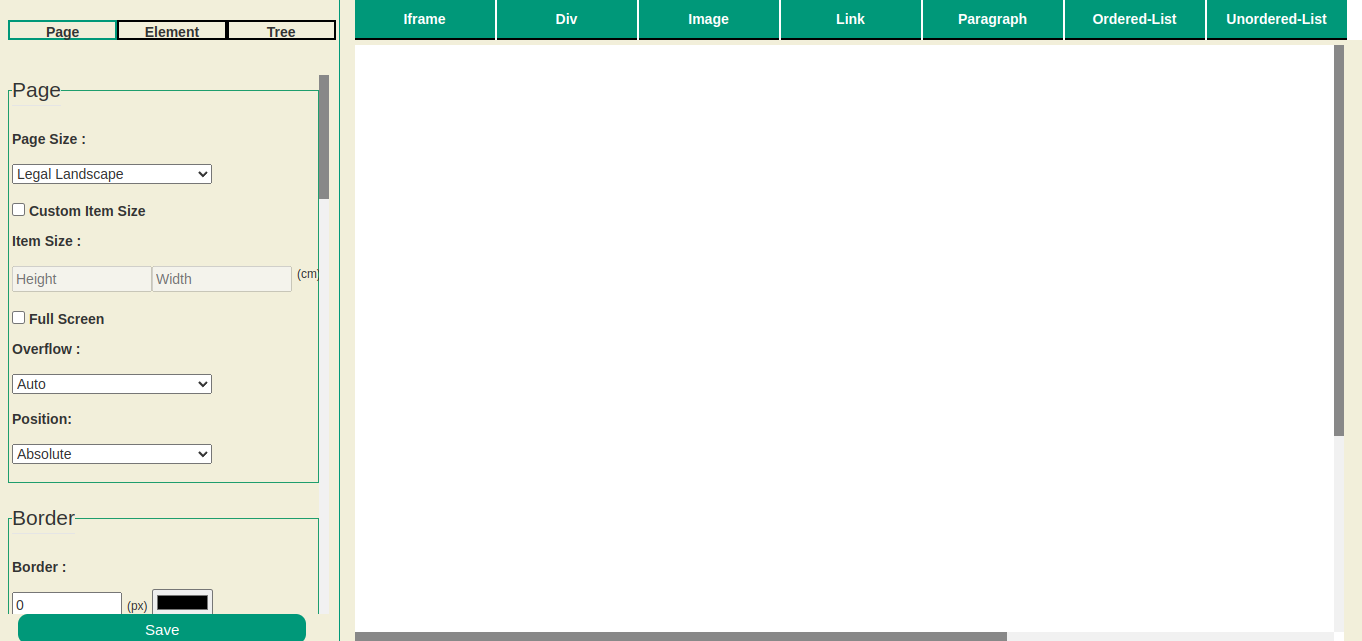 Page Element Tree
Iframe Div Image Link Paragraph Ordered-List Unordered-List
Page
Page Size :
Legal Landscape
Custom Item Size
Item Size :
Height Width (cm)
Full Screen
Overflow :
Auto
Position:
Absolute
Border
Border :
0 (px)
Save